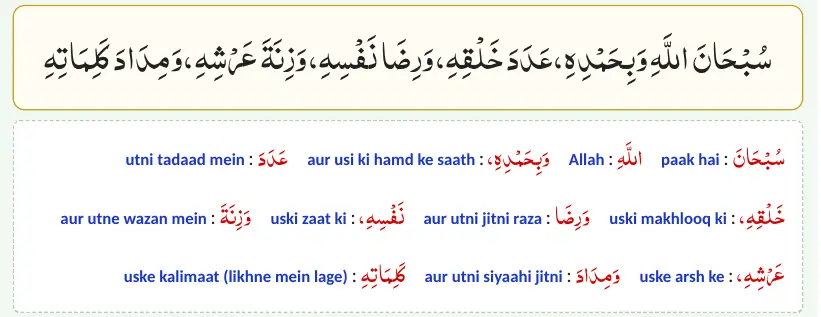 سُبْحَانَ اللَّهِ وَبِحَمْدِهِ، عَدَدَ خَلْقِهِ، وَرِضَا نَفْسِهِ، وَزِنَةَ عَرْشِهِ، وَمِدَادَ كَلِمَاتِهِ
سُبْحَانَ : paak hai اللَّهِ : Allah وَبِحَمْدِهِ، : aur usi ki hamd ke saath عَدَدَ : utni tadaad mein
خَلْقِهِ، : uski makhlooq ki وَرِضَا : aur utni jitni raza نَفْسِهِ، : uski zaat ki وَزِنَةَ : aur utne wazan mein
عَرْشِهِ، : uske arsh ke وَمِدَادَ : aur utni siyaahi jitni كَلِمَاتِهِ : uske kalimaat (likhne mein lage)